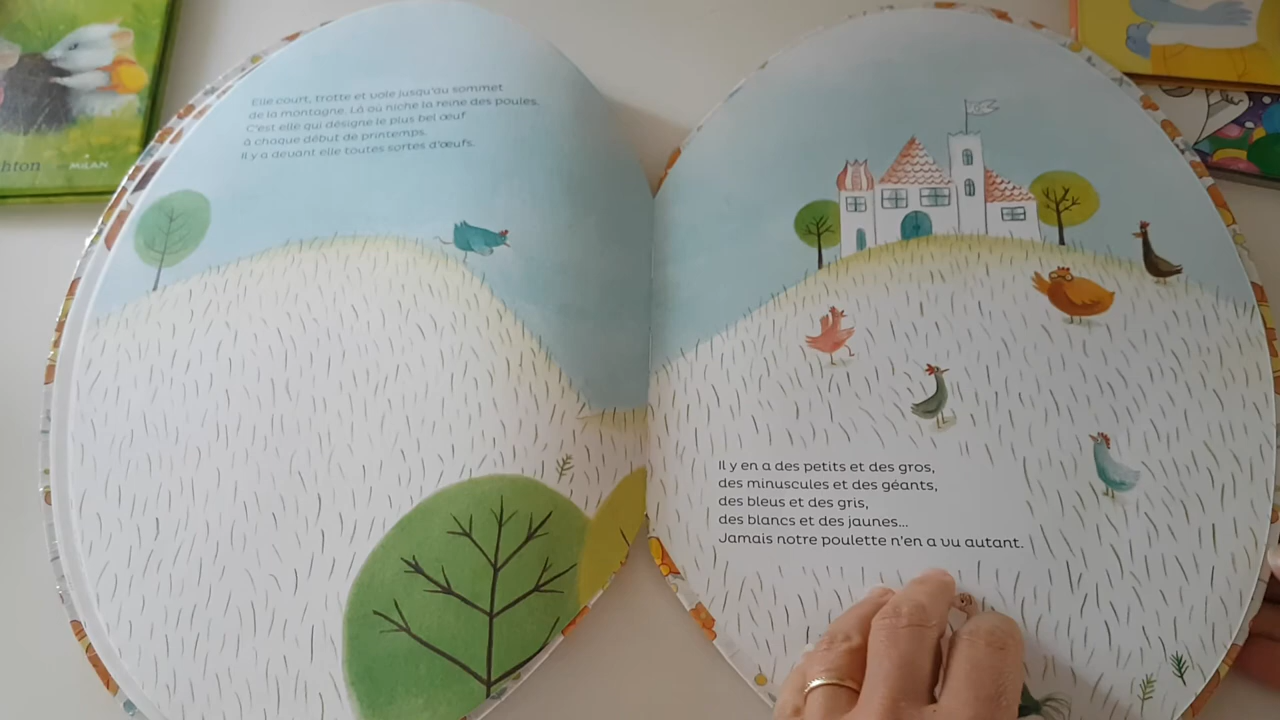 Elle court, trotte et vole jusqu'au sommet
de la montagne. Là où niche la reine des poules.
C'est elle qui désigne le plus bel œuf
à chaque début de printemps.
Il y a devant elle toutes sortes d'œufs.
Il y en a des petits et des gros,
des minuscules et des géants,
des bleus et des gris,
des blancs et des jaunes...
Jamais notre poulette n'en a vu autant.
hton
MILAN